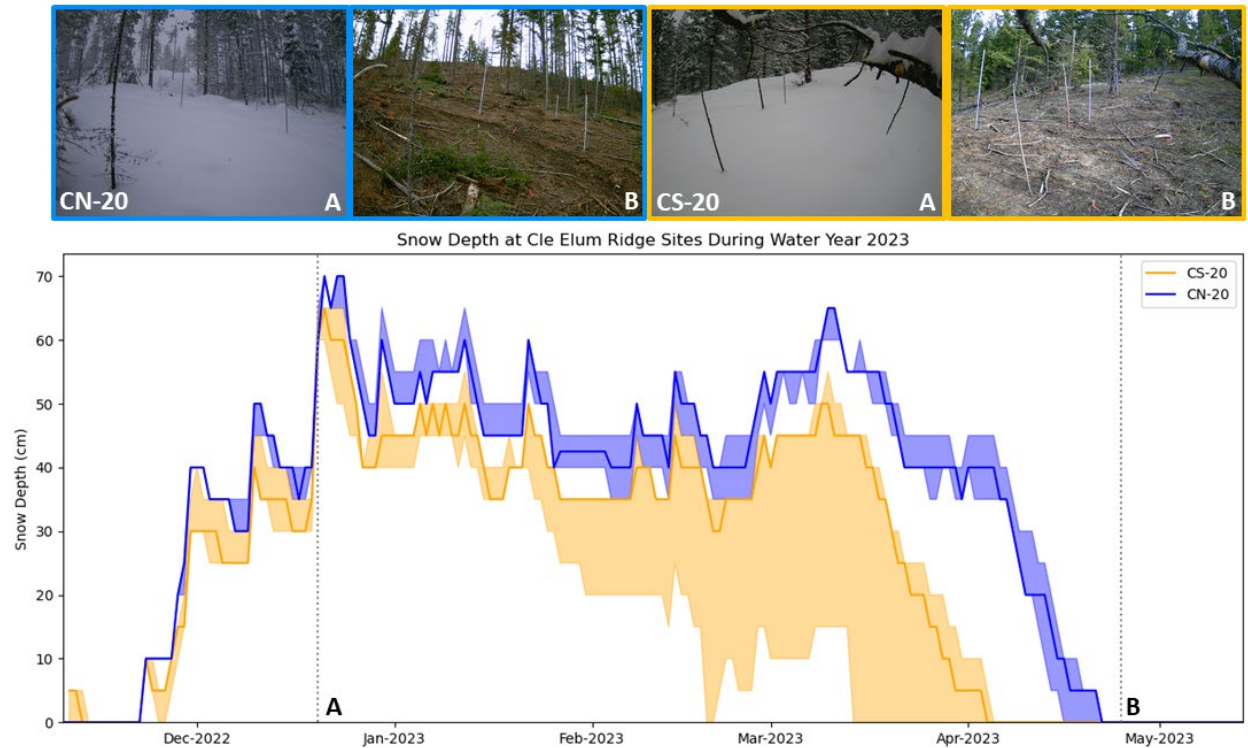 CN-20 A B CS-20 A B
Snow Depth at Cle Elum Ridge Sites During Water Year 2023
CS-20
CN-20
Snow Depth (cm)
70
60
50
40
30
20
10
0
A B
Dec-2022 Jan-2023 Feb-2023 Mar-2023 Apr-2023 May-2023